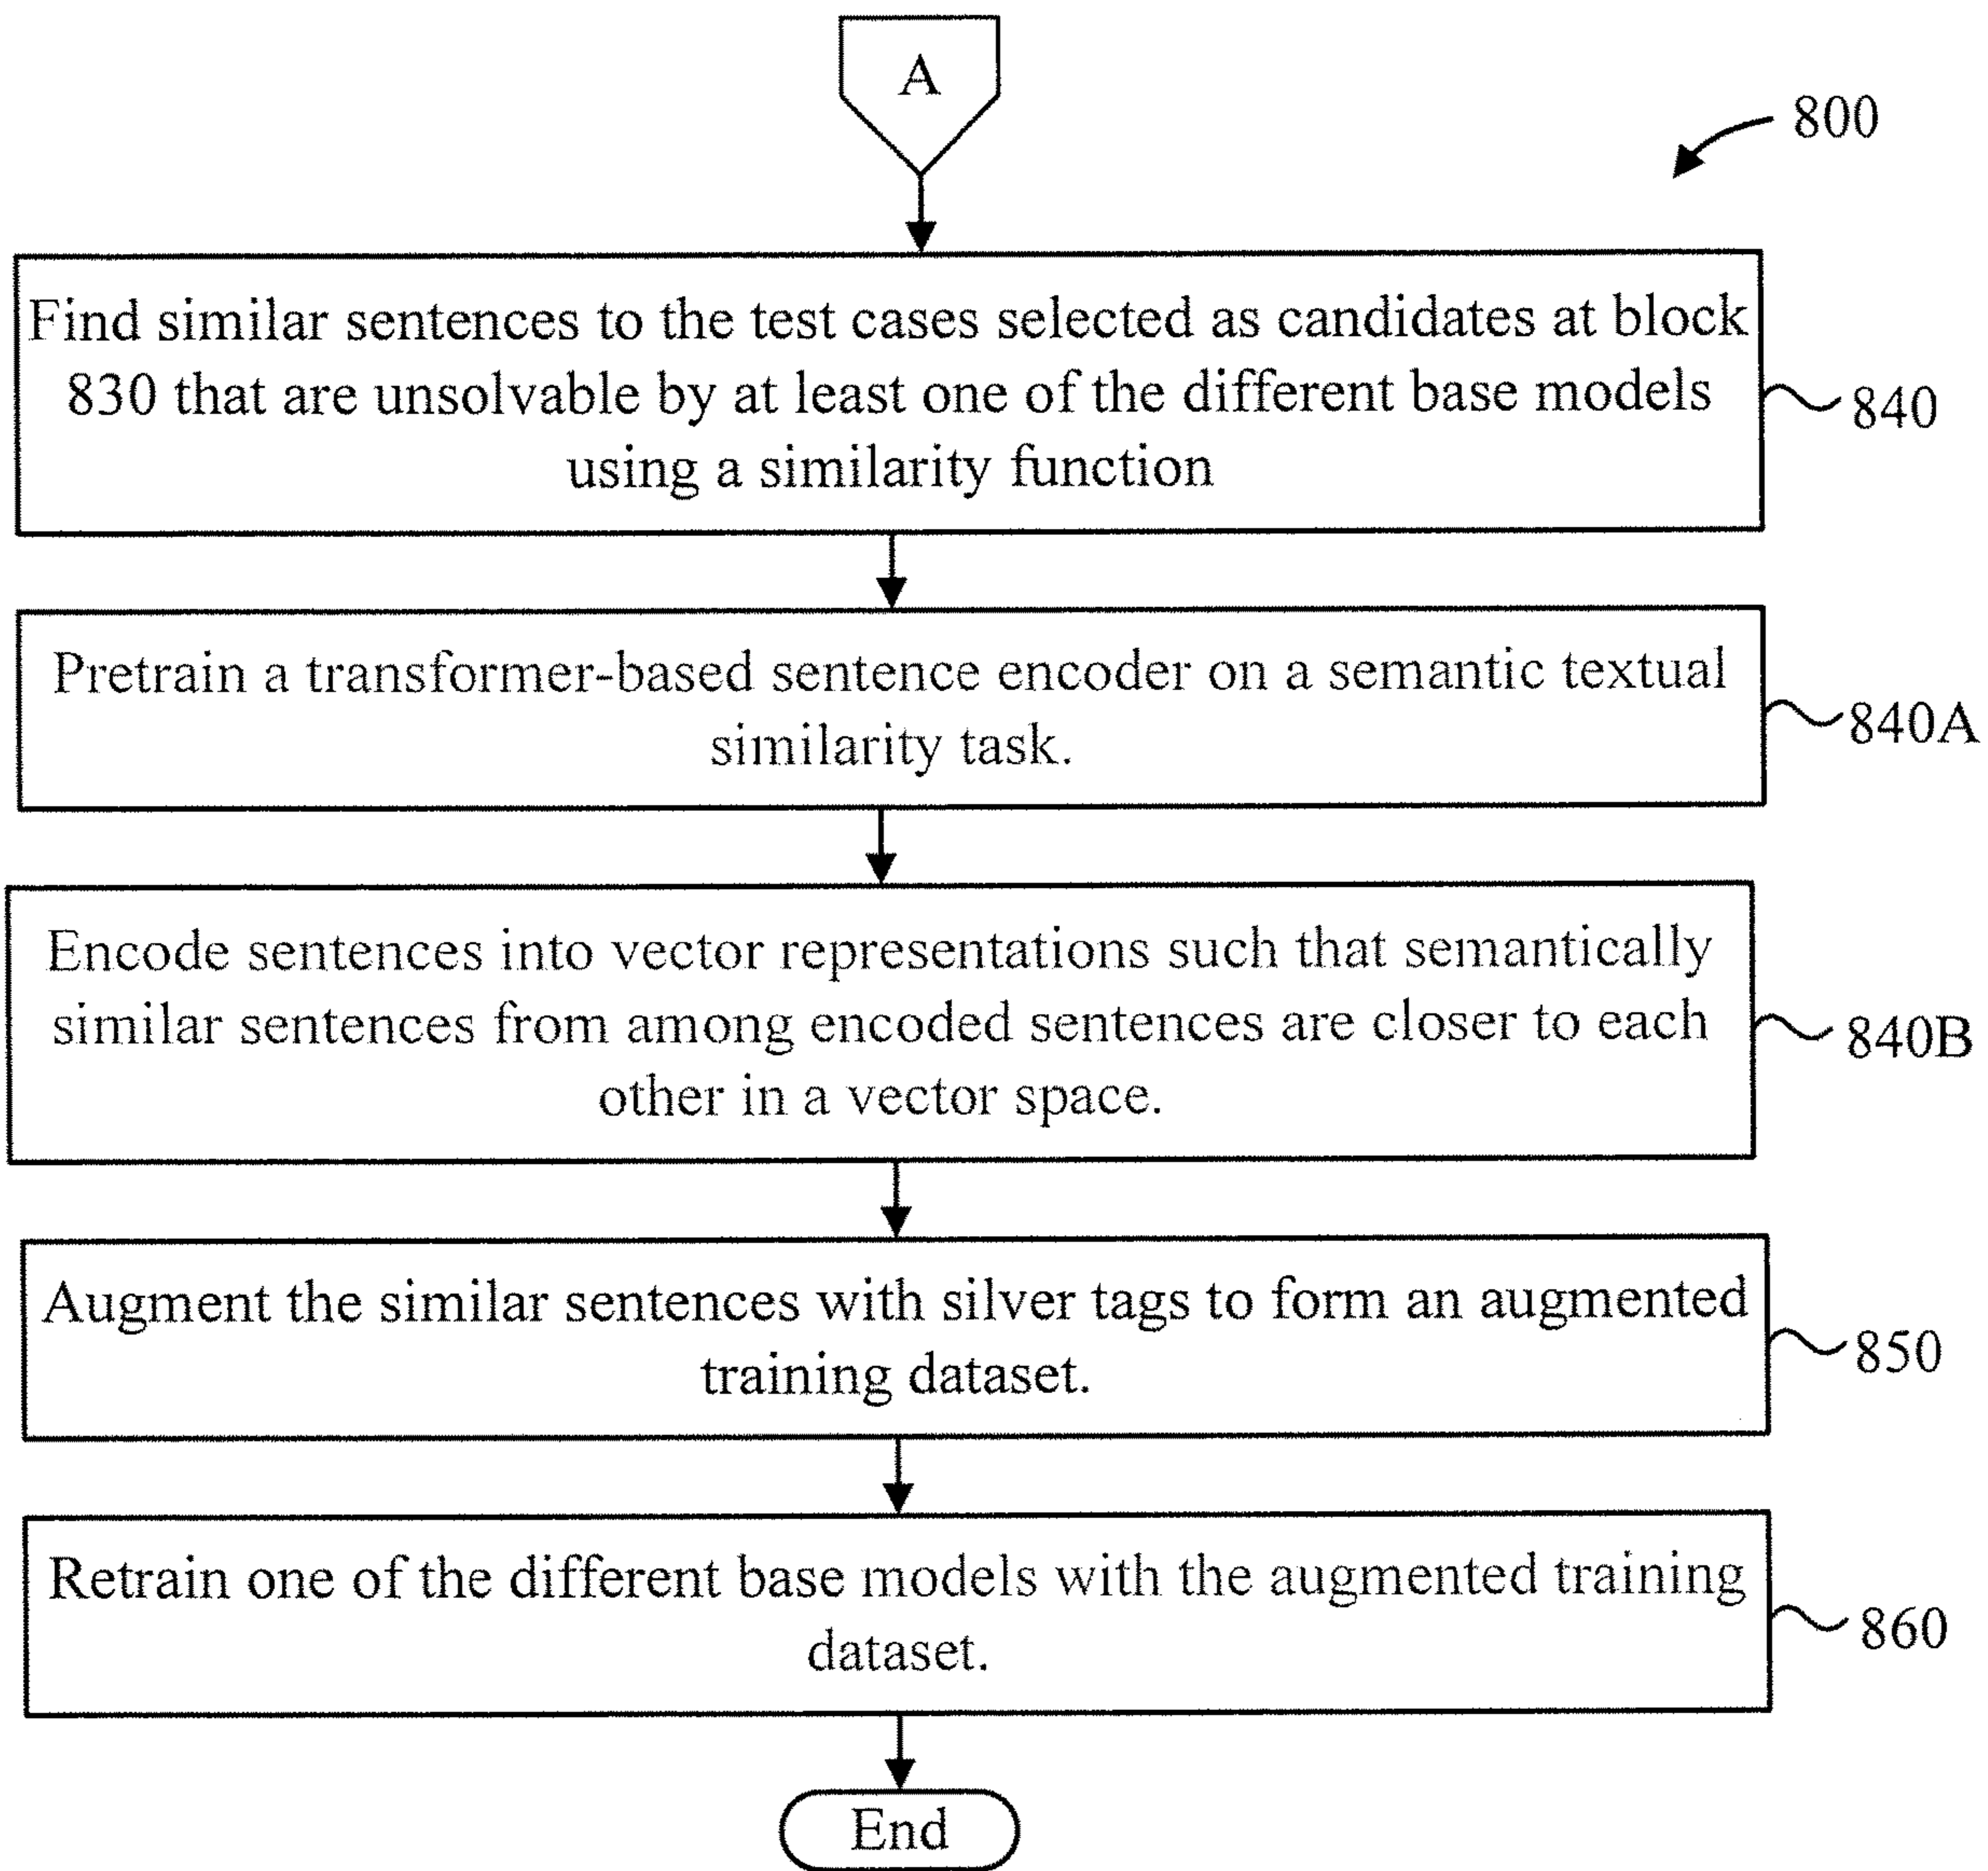 A
800
Find similar sentences to the test cases selected as candidates at block
830 that are unsolvable by at least one of the different base models
using a similarity function
840
Pretrain a transformer-based sentence encoder on a semantic textual
similarity task.
840A
Encode sentences into vector representations such that semantically
similar sentences from among encoded sentences are closer to each
other in a vector space.
840B
Augment the similar sentences with silver tags to form an augmented
training dataset.
850
Retrain one of the different base models with the augmented training
dataset.
860
End